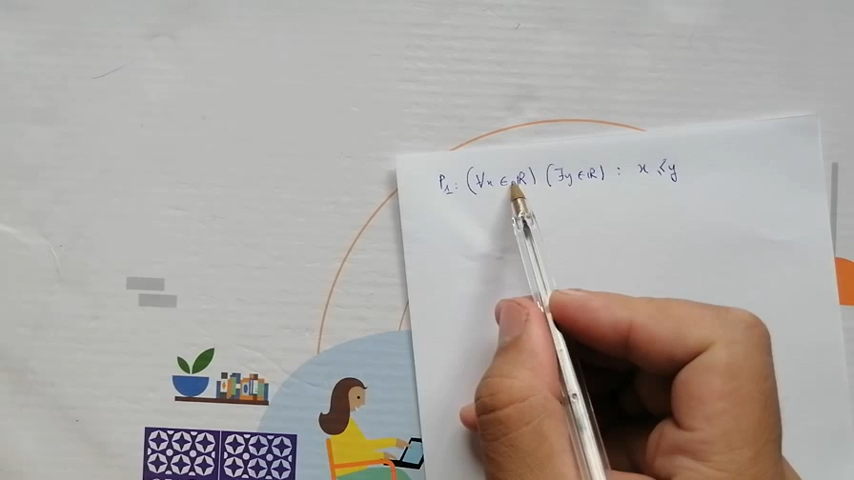 P₁: (∀x ∈ ℝ) (∃y ∈ ℝ) : x ⩽ y